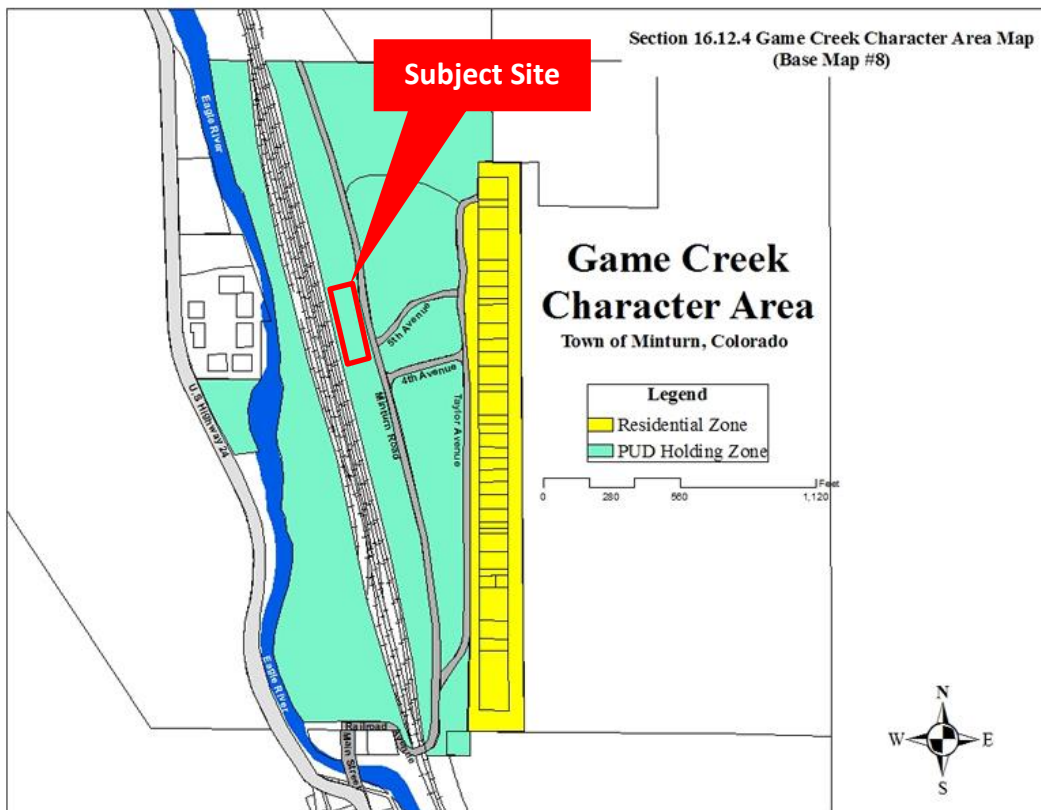 Section 16.12.4 Game Creek Character Area Map
(Base Map #8)
Subject Site
Eagle River
Game Creek
Character Area
Town of Minturn, Colorado
5th Avenue
4th Avenue
Legend
Residential Zone
PUD Holding Zone
U.S Highway 24
Minturn Road
Taylor Avenue
Feet
0 280 560 1,120
Eagle River
Railroad Avenue
Main Street
N
W E
S